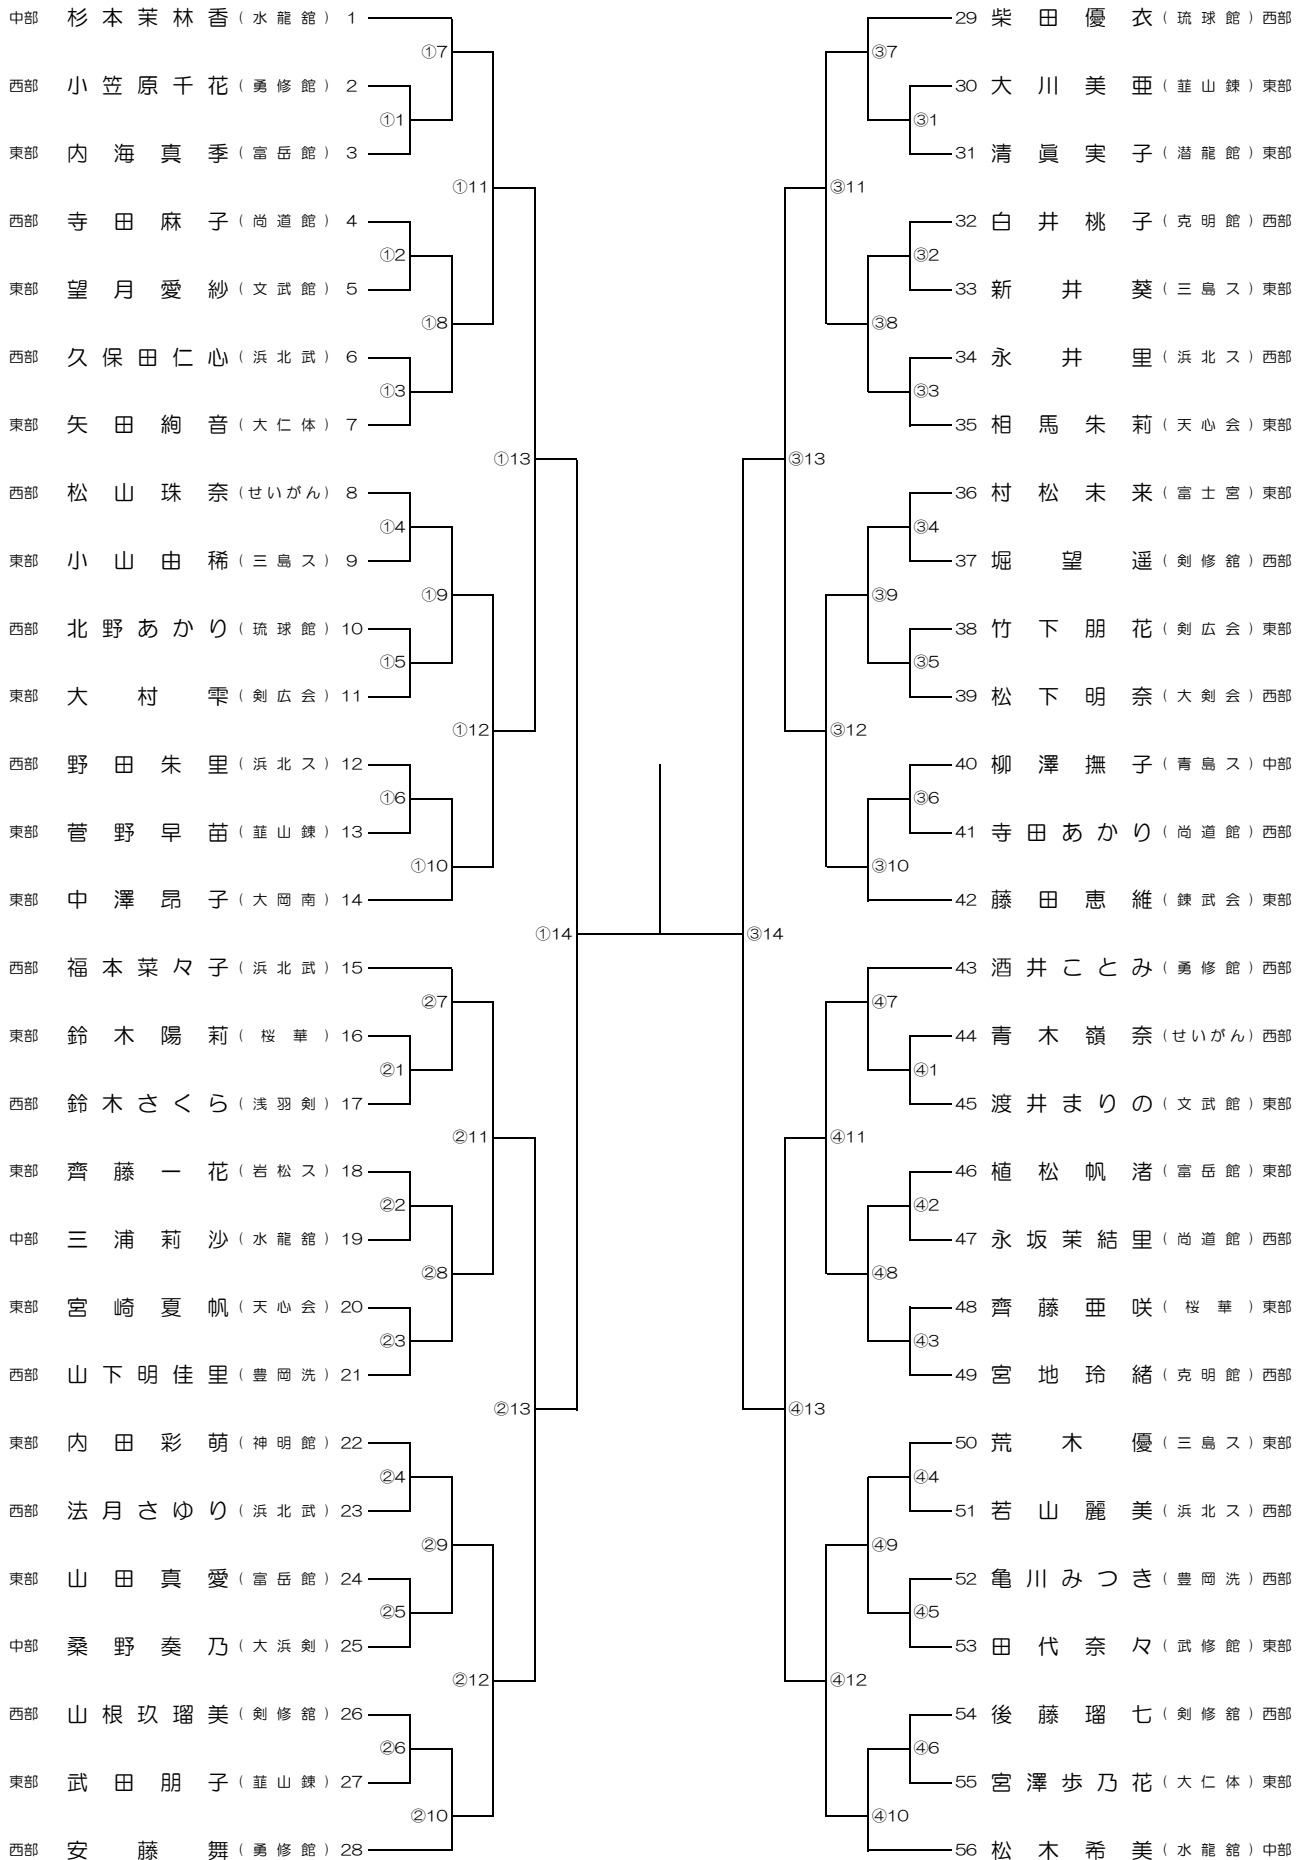 中部 杉本茉林香 (水龍舘) 1
①7
西部 小笠原千花 (勇修館) 2
①1
東部 内海真季 (富岳館) 3
①11
西部 寺田麻子 (尚道館) 4
①2
東部 望月愛紗 (文武館) 5
①8
西部 久保田仁心 (浜北武) 6
①3
東部 矢田絢音 (大仁体) 7
①13
西部 松山珠奈 (せいがん) 8
①4
東部 小山由稀 (三島ス) 9
①9
西部 北野あかり (琉球館) 10
①5
東部 大村雫 (剣広会) 11
①12
西部 野田朱里 (浜北ス) 12
①6
東部 菅野早苗 (韮山錬) 13
①10
東部 中澤昂子 (大岡南) 14
①14
西部 福本菜々子 (浜北武) 15
②7
東部 鈴木陽莉 (桜華) 16
②1
西部 鈴木さくら (浅羽剣) 17
②11
東部 齊藤一花 (岩松ス) 18
②2
中部 三浦莉沙 (水龍舘) 19
②8
東部 宮崎夏帆 (天心会) 20
②3
西部 山下明佳里 (豊岡洗) 21
②13
東部 内田彩萌 (神明館) 22
②4
西部 法月さゆり (浜北武) 23
②9
東部 山田真愛 (富岳館) 24
②5
中部 桑野奏乃 (大浜剣) 25
②12
西部 山根玖瑠美 (剣修舘) 26
②6
東部 武田朋子 (韮山錬) 27
②10
西部 安藤舞 (勇修館) 28
29 柴田優衣 (琉球館) 西部
③7
30 大川美亜 (韮山錬) 東部
③1
31 清眞実子 (潜龍館) 東部
③11
32 白井桃子 (克明館) 西部
③2
33 新井葵 (三島ス) 東部
③8
34 永井里 (浜北ス) 西部
③3
35 相馬朱莉 (天心会) 東部
③13
36 村松未来 (富士宮) 東部
③4
37 堀望遥 (剣修舘) 西部
③9
38 竹下朋花 (剣広会) 東部
③5
39 松下明奈 (大剣会) 西部
③12
40 柳澤撫子 (青島ス) 中部
③6
41 寺田あかり (尚道館) 西部
③10
42 藤田恵維 (錬武会) 東部
③14
43 酒井ことみ (勇修館) 西部
④7
44 青木嶺奈 (せいがん) 西部
④1
45 渡井まりの (文武館) 東部
④11
46 植松帆渚 (富岳館) 東部
④2
47 永坂茉結里 (尚道館) 西部
④8
48 齊藤亜咲 (桜華) 東部
④3
49 宮地玲緒 (克明館) 西部
④13
50 荒木優 (三島ス) 東部
④4
51 若山麗美 (浜北ス) 西部
④9
52 亀川みつき (豊岡洗) 西部
④5
53 田代奈々 (武修館) 東部
④12
54 後藤瑠七 (剣修舘) 西部
④6
55 宮澤歩乃花 (大仁体) 東部
④10
56 松木希美 (水龍舘) 中部